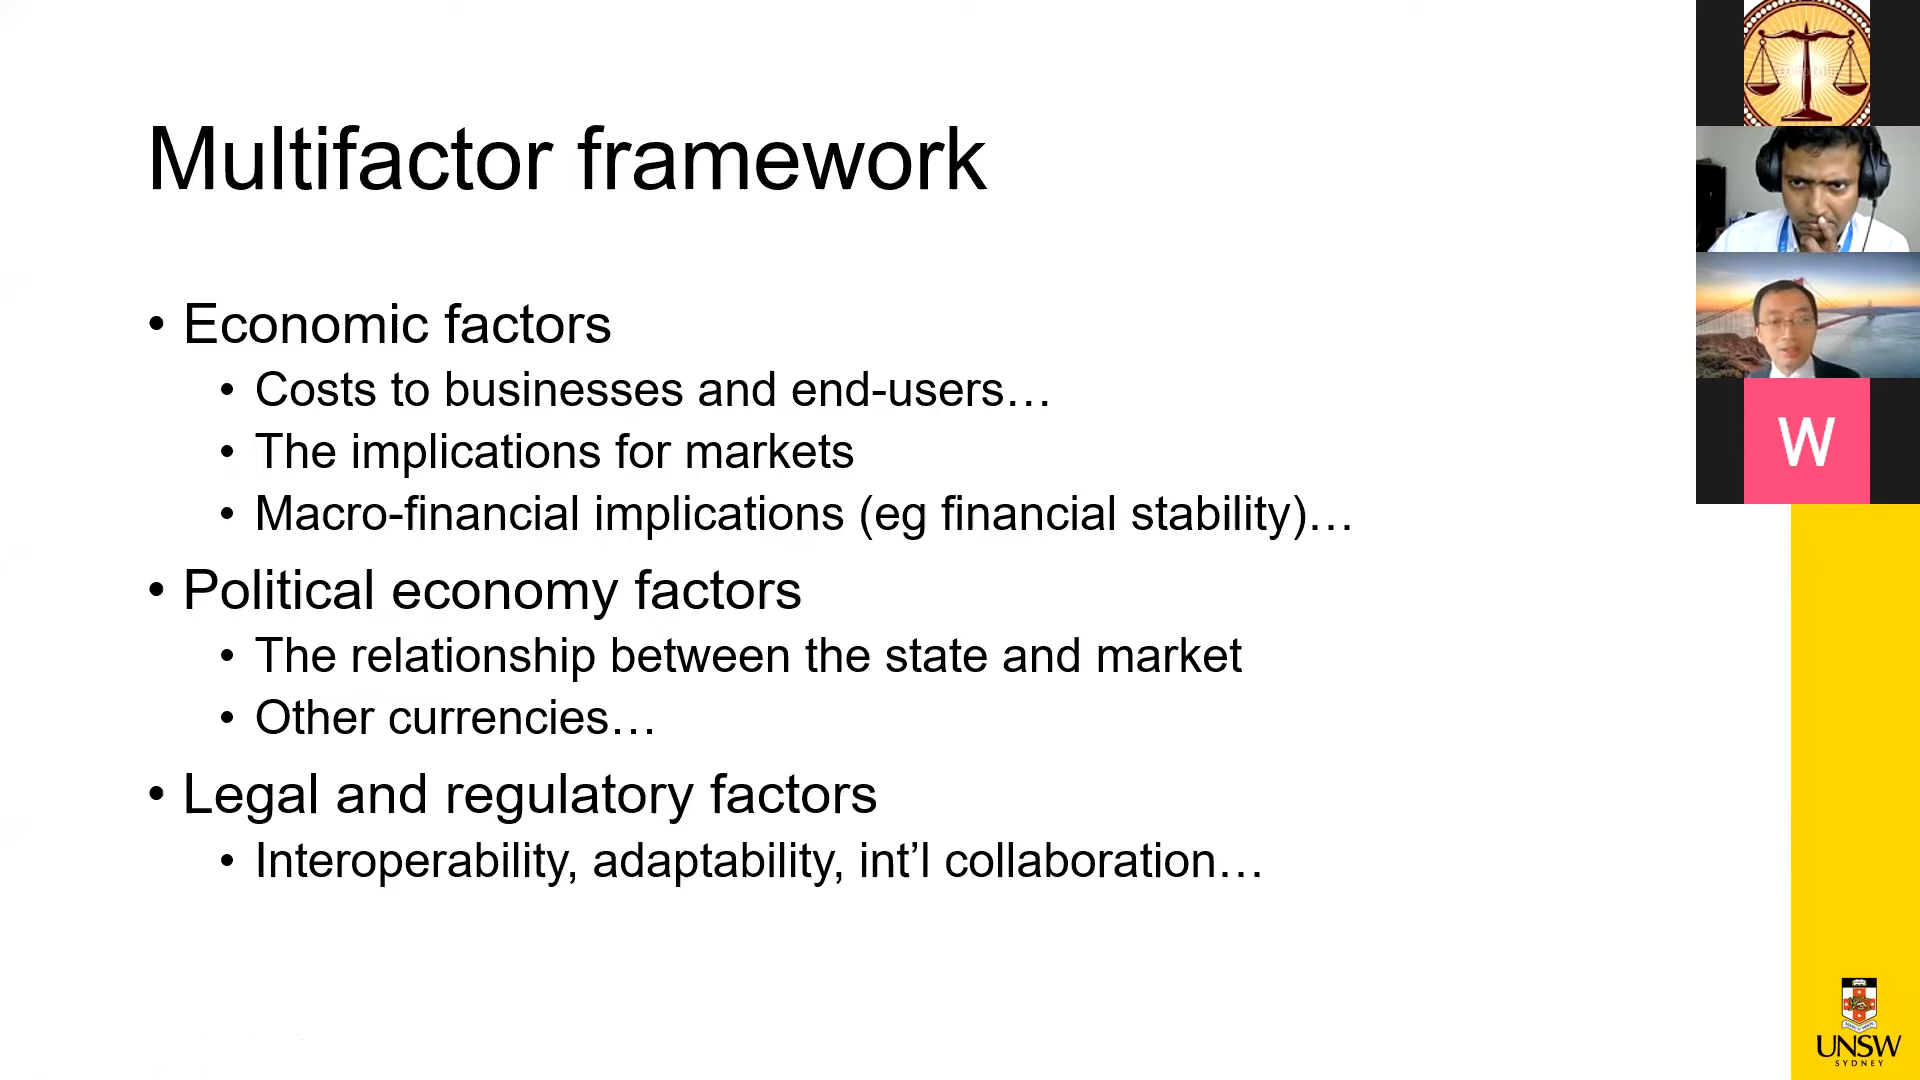 Multifactor framework
• Economic factors
• Costs to businesses and end-users…
• The implications for markets
• Macro-financial implications (eg financial stability)…
• Political economy factors
• The relationship between the state and market
• Other currencies…
• Legal and regulatory factors
• Interoperability, adaptability, int’l collaboration…
W
UNSW
SYDNEY